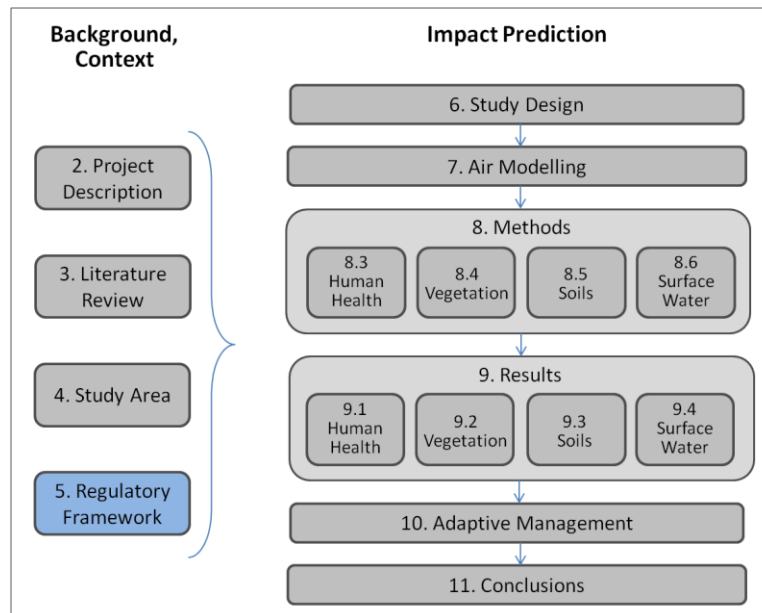 Background,
Context
2. Project
Description
3. Literature
Review
4. Study Area
5. Regulatory
Framework
Impact Prediction
6. Study Design
7. Air Modelling
8. Methods
8.3
Human
Health
8.4
Vegetation
8.5
Soils
8.6
Surface
Water
9. Results
9.1
Human
Health
9.2
Vegetation
9.3
Soils
9.4
Surface
Water
10. Adaptive Management
11. Conclusions